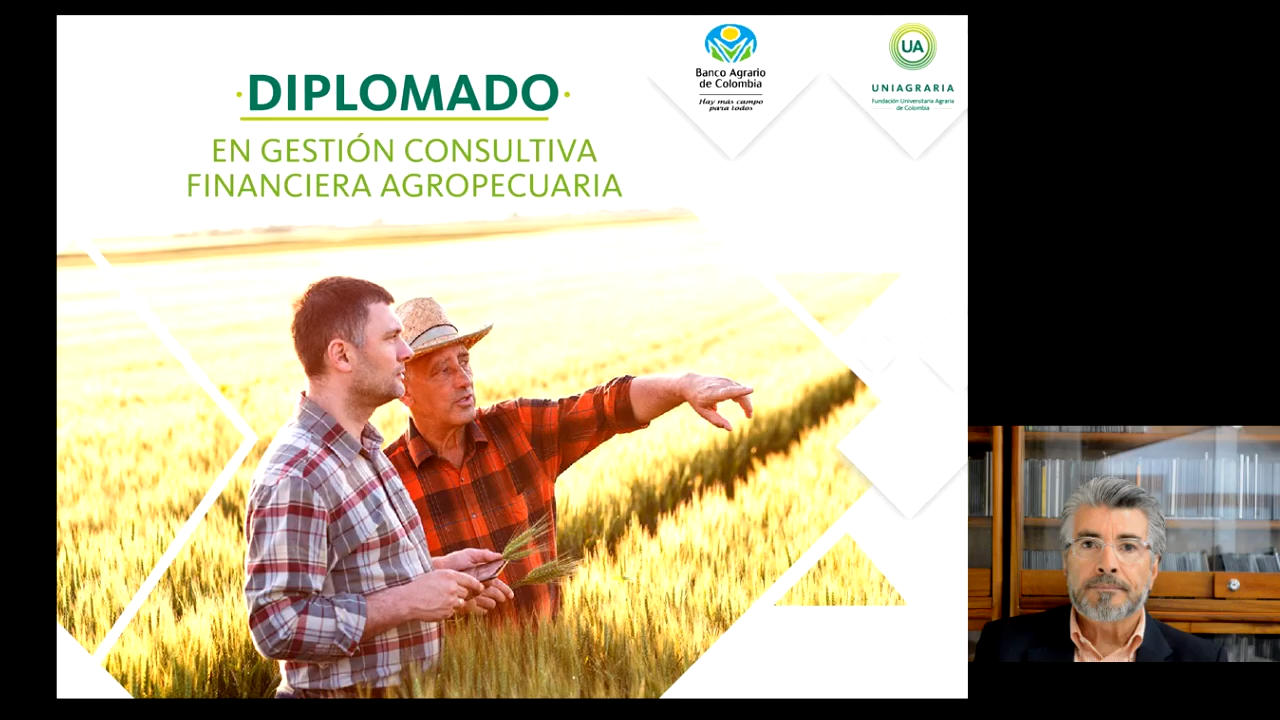 ·DIPLOMADO·
EN GESTIÓN CONSULTIVA
FINANCIERA AGROPECUARIA
Banco Agrario
de Colombia
Hay más campo
para todos
UA
UNIAGRARIA
Fundación Universitaria Agraria
de Colombia